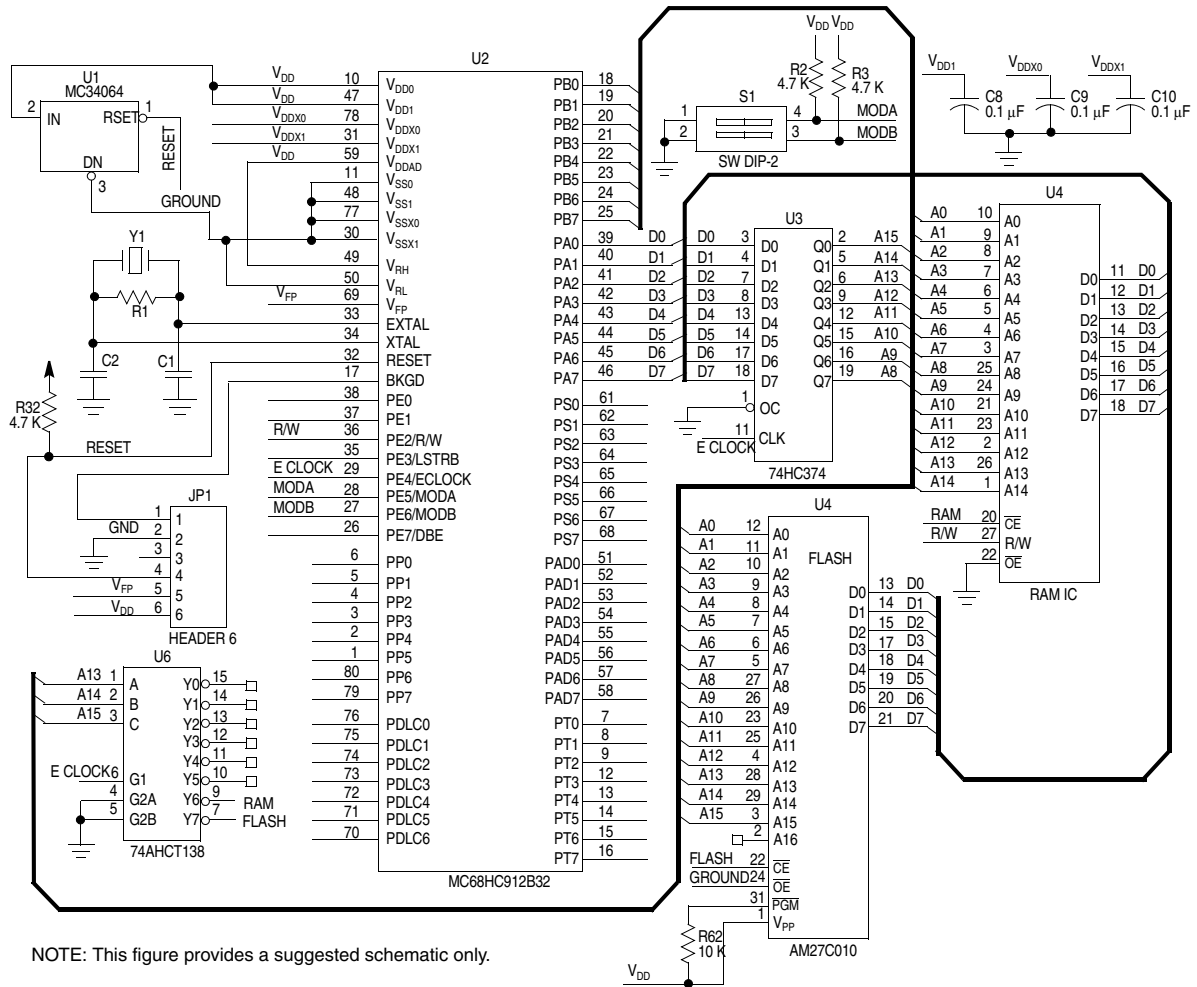 U1
MC34064
2 IN
RSET 1
DN
3
RESET
GROUND
Y1
R1
C2
C1
R32
4.7 K
RESET
JP1
1 1
GND 2 2
3 3
4 4
VFP 5 5
VDD 6 6
HEADER 6
U6
A13 1 A
A14 2 B
A15 3 C
E CLOCK 6 G1
4 G2A
5 G2B
Y0 15
Y1 14
Y2 13
Y3 12
Y4 11
Y5 10
Y6 9 RAM
Y7 7 FLASH
74AHCT138
U2
VDD 10 VDD0
VDD 47 VDD1
VDDX0 78 VDDX0
VDDX1 31 VDDX1
VDD 59 VDDAD
11 VSS0
48 VSS1
77 VSSX0
30 VSSX1
49 VRH
50 VRL
VFP 69 VFP
33 EXTAL
34 XTAL
32 RESET
17 BKGD
38 PE0
37 PE1
R/W 36 PE2/R/W
35 PE3/LSTRB
E CLOCK 29 PE4/ECLOCK
MODA 28 PE5/MODA
MODB 27 PE6/MODB
26 PE7/DBE
6 PP0
5 PP1
4 PP2
3 PP3
2 PP4
1 PP5
80 PP6
79 PP7
76 PDLC0
75 PDLC1
74 PDLC2
73 PDLC3
72 PDLC4
71 PDLC5
70 PDLC6
PB0 18
PB1 19
PB2 20
PB3 21
PB4 22
PB5 23
PB6 24
PB7 25
PA0 39 D0
PA1 40 D1
PA2 41 D2
PA3 42 D3
PA4 43 D4
PA5 44 D5
PA6 45 D6
PA7 46 D7
PS0 61
PS1 62
PS2 63
PS3 64
PS4 65
PS5 66
PS6 67
PS7 68
PAD0 51
PAD1 52
PAD2 53
PAD3 54
PAD4 55
PAD5 56
PAD6 57
PAD7 58
PT0 7
PT1 8
PT2 9
PT3 12
PT4 13
PT5 14
PT6 15
PT7 16
MC68HC912B32
VDD VDD
R2
4.7 K
R3
4.7 K
S1
1 4 MODA
2 3 MODB
SW DIP-2
VDD1 VDDX0 VDDX1
C8
0.1 µF
C9
0.1 µF
C10
0.1 µF
U3
D0 3 D0 Q0 2 A15
D1 4 D1 Q1 5 A14
D2 7 D2 Q2 6 A13
D3 8 D3 Q3 9 A12
D4 13 D4 Q4 12 A11
D5 14 D5 Q5 15 A10
D6 17 D6 Q6 16 A9
D7 18 D7 Q7 19 A8
1 OC
11 CLK
E CLOCK
74HC374
U4
A0 10 A0
A1 9 A1
A2 8 A2
A3 7 A3
A4 6 A4
A5 5 A5
A6 4 A6
A7 3 A7
A8 25 A8
A9 24 A9
A10 21 A10
A11 23 A11
A12 2 A12
A13 26 A13
A14 1 A14
RAM 20 CE
R/W 27 R/W
22 OE
D0 11 D0
D1 12 D1
D2 13 D2
D3 14 D3
D4 15 D4
D5 16 D5
D6 17 D6
D7 18 D7
RAM IC
U4
FLASH
A0 12 A0
A1 11 A1
A2 10 A2
A3 9 A3
A4 8 A4
A5 7 A5
A6 6 A6
A7 5 A7
A8 27 A8
A9 26 A9
A10 23 A10
A11 25 A11
A12 4 A12
A13 28 A13
A14 29 A14
A15 3 A15
2 A16
FLASH 22 CE
GROUND 24 OE
31 PGM
1 VPP
D0 13 D0
D1 14 D1
D2 15 D2
D3 17 D3
D4 18 D4
D5 19 D5
D6 20 D6
D7 21 D7
AM27C010
R62
10 K
VDD
NOTE: This figure provides a suggested schematic only.